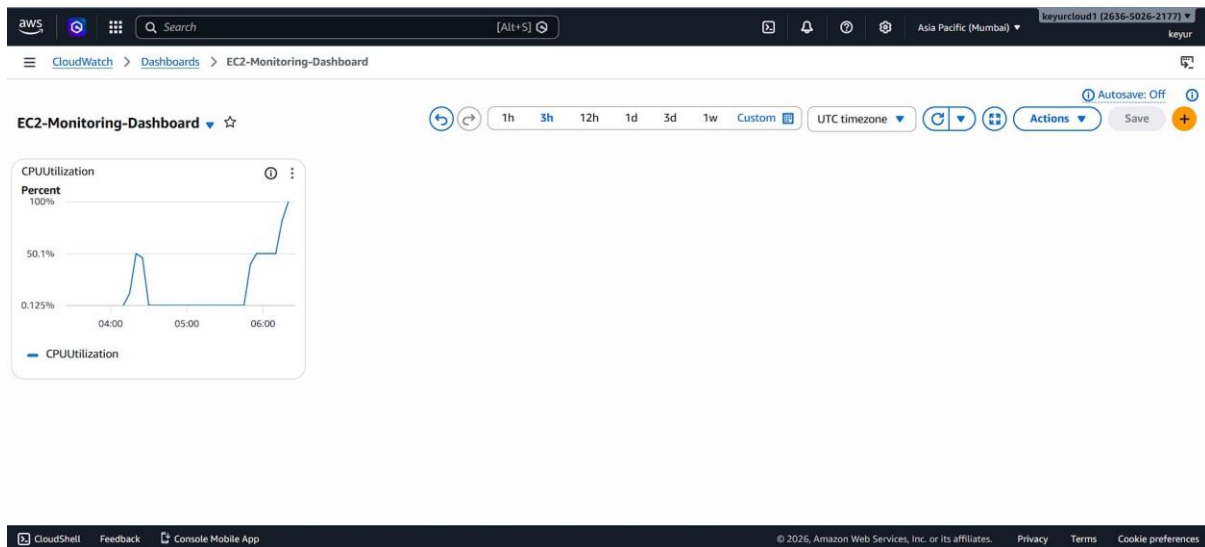 aws
Search [Alt+S]
Asia Pacific (Mumbai) ▼
keyurcloud1 (2636-5026-2177) ▼
keyur
CloudWatch > Dashboards > EC2-Monitoring-Dashboard
Autosave: Off
EC2-Monitoring-Dashboard ▼
1h 3h 12h 1d 3d 1w Custom UTC timezone ▼ Actions ▼ Save +
CPUUtilization
Percent
100%
50.1%
0.125%
04:00 05:00 06:00
CPUUtilization
CloudShell Feedback Console Mobile App © 2026, Amazon Web Services, Inc. or its affiliates. Privacy Terms Cookie preferences